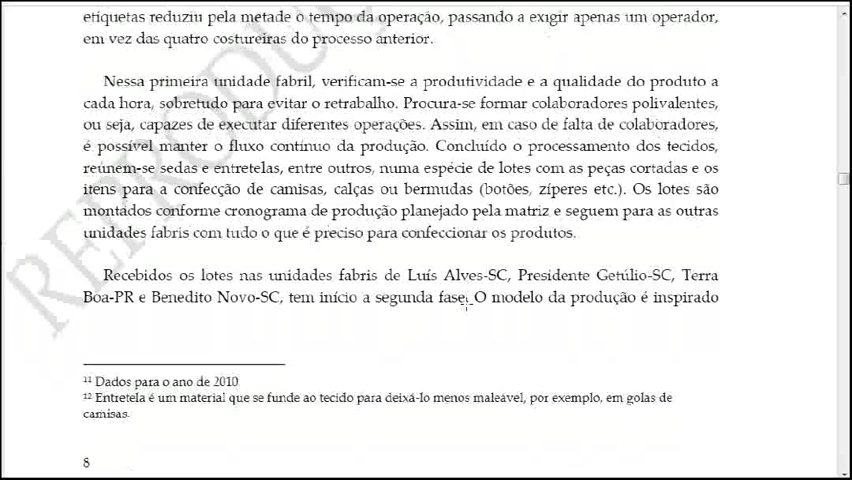 etiquetas reduziu pela metade o tempo da operação, passando a exigir apenas um operador,
em vez das quatro costureiras do processo anterior.
Nessa primeira unidade fabril, verificam-se a produtividade e a qualidade do produto a
cada hora, sobretudo para evitar o retrabalho. Procura-se formar colaboradores polivalentes,
ou seja, capazes de executar diferentes operações. Assim, em caso de falta de colaboradores,
é possível manter o fluxo contínuo da produção. Concluído o processamento dos tecidos,
reúnem-se sedas e entretelas, entre outros, numa espécie de lotes com as peças cortadas e os
itens para a confecção de camisas, calças ou bermudas (botões, zíperes etc.). Os lotes são
montados conforme cronograma de produção planejado pela matriz e seguem para as outras
unidades fabris com tudo o que é preciso para confeccionar os produtos.
Recebidos os lotes nas unidades fabris de Luís Alves-SC, Presidente Getúlio-SC, Terra
Boa-PR e Benedito Novo-SC, tem início a segunda fase. O modelo da produção é inspirado
11 Dados para o ano de 2010.
12 Entretela é um material que se funde ao tecido para deixá-lo menos maleável, por exemplo, em golas de
camisas.
8
REPRODUÇ